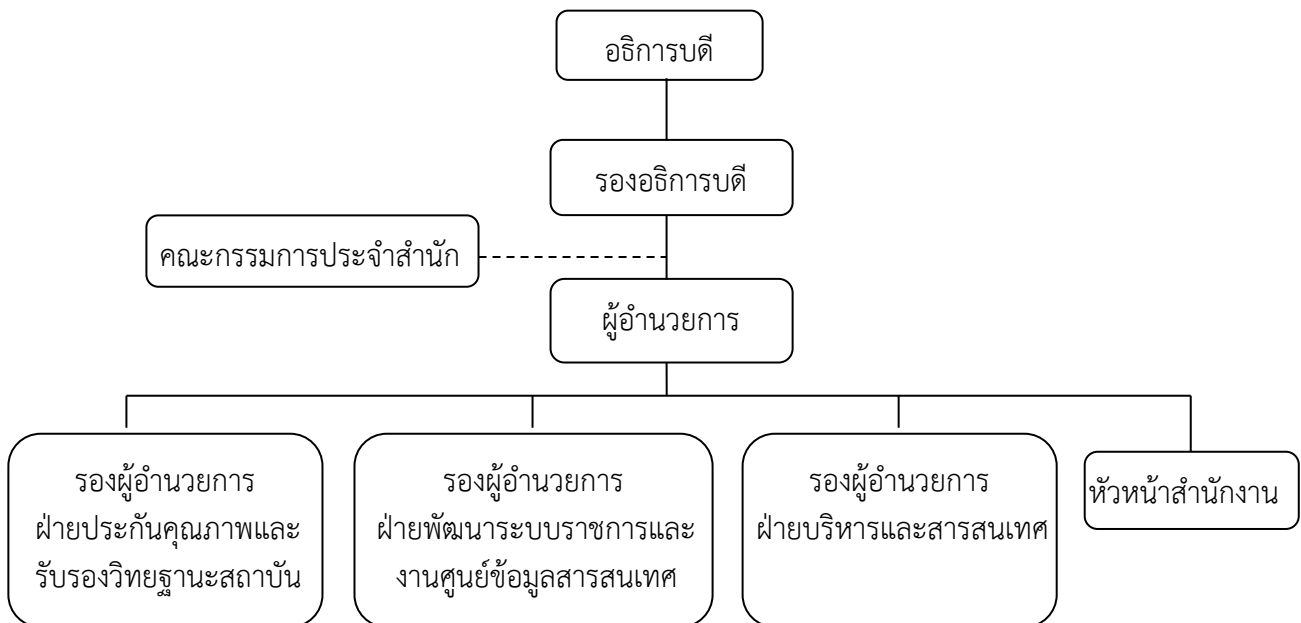 อธิการบดี
รองอธิการบดี
คณะกรรมการประจำสำนัก
ผู้อำนวยการ
รองผู้อำนวยการ
ฝ่ายประกันคุณภาพและ
รับรองวิทยฐานะสถาบัน
รองผู้อำนวยการ
ฝ่ายพัฒนาระบบราชการและ
งานศูนย์ข้อมูลสารสนเทศ
รองผู้อำนวยการ
ฝ่ายบริหารและสารสนเทศ
หัวหน้าสำนักงาน